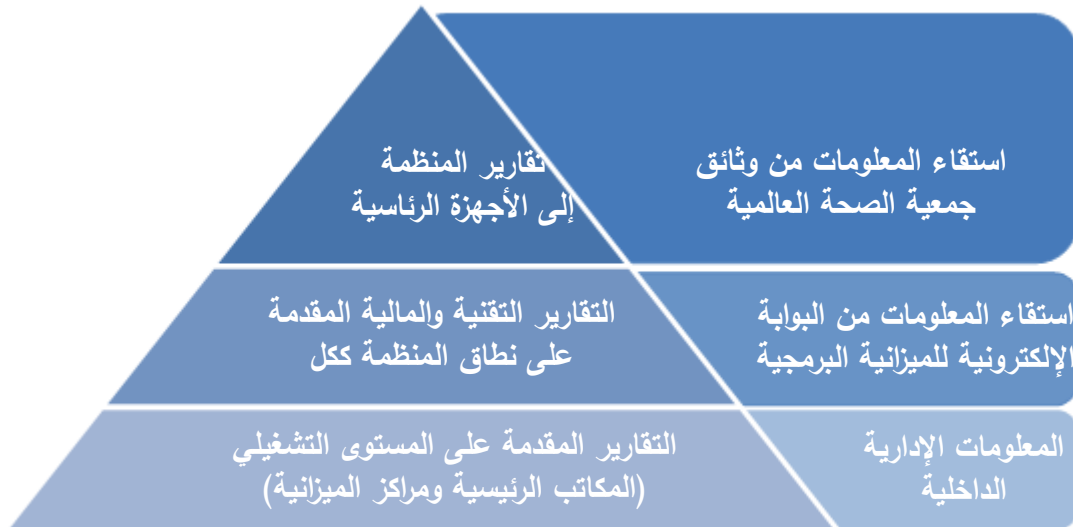 تقارير المنظمة
إلى الأجهزة الرئاسية
استقاء المعلومات من وثائق
جمعية الصحة العالمية
التقارير التقنية والمالية المقدمة
على نطاق المنظمة ككل
استقاء المعلومات من البوابة
الإلكترونية للميزانية البرمجية
التقارير المقدمة على المستوى التشغيلي
(المكاتب الرئيسية ومراكز الميزانية)
المعلومات الإدارية
الداخلية